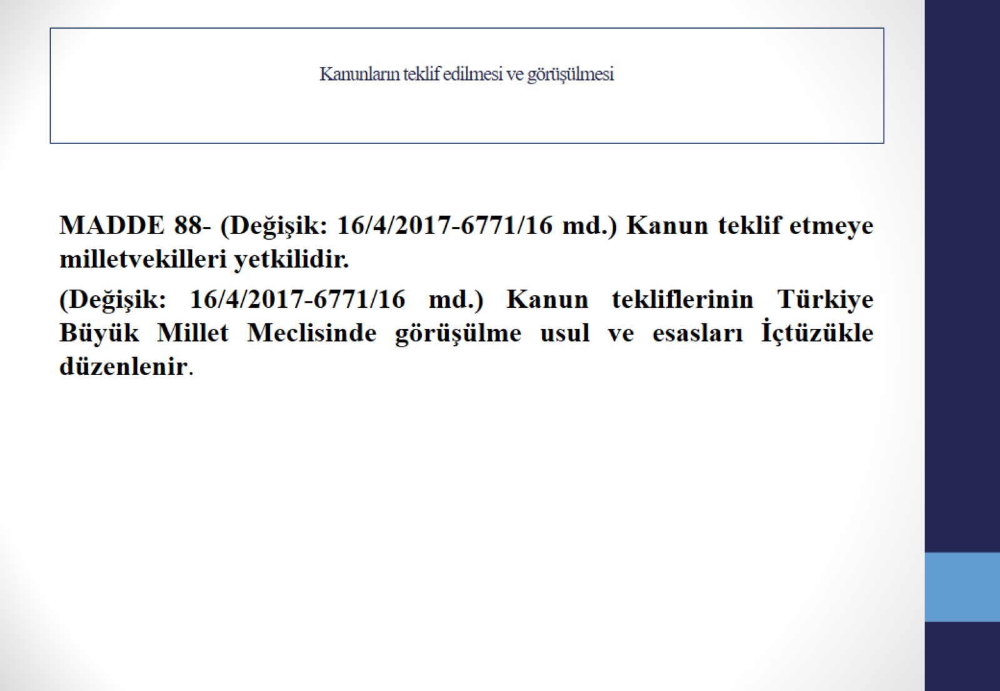 Kanunların teklif edilmesi ve görüşülmesi
MADDE 88- (Değişik: 16/4/2017-6771/16 md.) Kanun teklif etmeye
milletvekilleri yetkilidir.
(Değişik: 16/4/2017-6771/16 md.) Kanun tekliflerinin Türkiye
Büyük Millet Meclisinde görüşülme usul ve esasları İçtüzükle
düzenlenir.